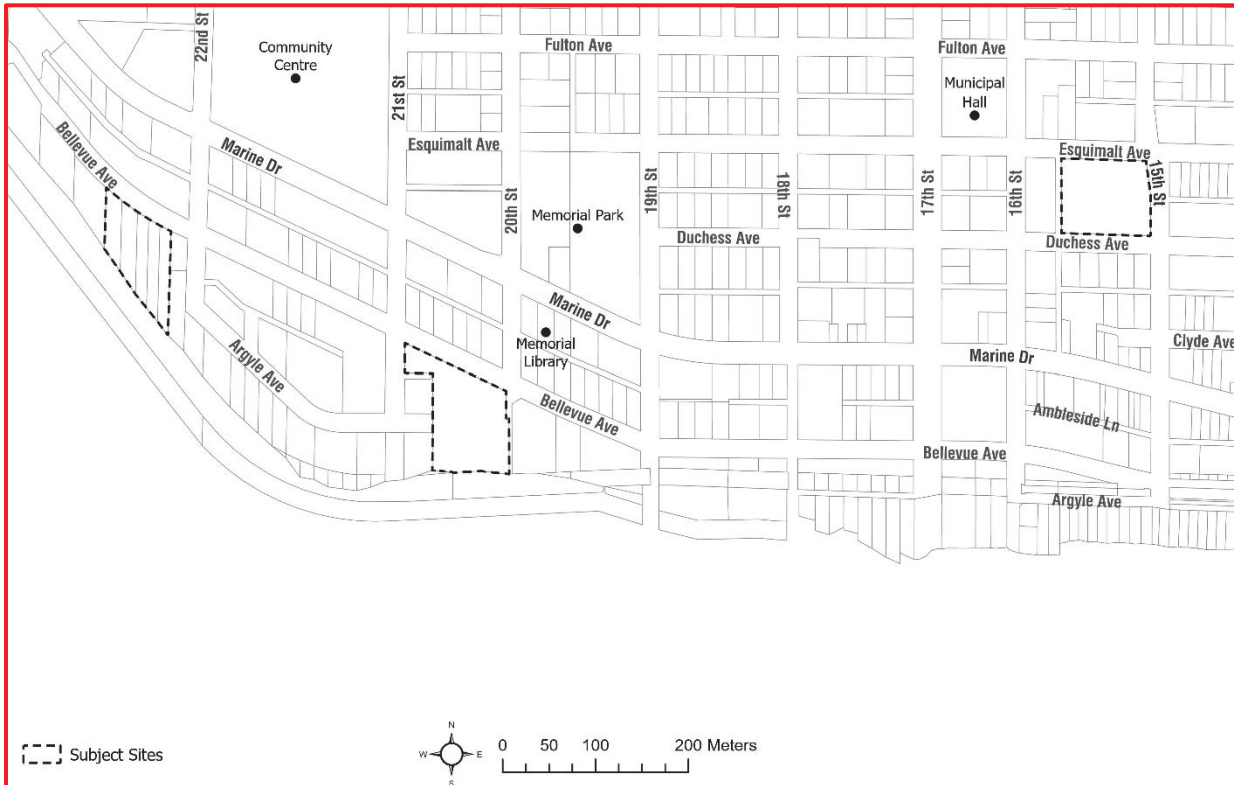 22nd St
Community
Centre
Fulton Ave
Fulton Ave
21st St
Municipal
Hall
Bellevue Ave
Marine Dr
Esquimalt Ave
Esquimalt Ave
20th St
Memorial Park
19th St
18th St
17th St
16th St
15th St
Duchess Ave
Duchess Ave
Marine Dr
Memorial
Library
Argyle Ave
Marine Dr
Clyde Ave
Bellevue Ave
Ambleside Ln
Bellevue Ave
Argyle Ave
Subject Sites
N
W E
S
0 50 100 200 Meters